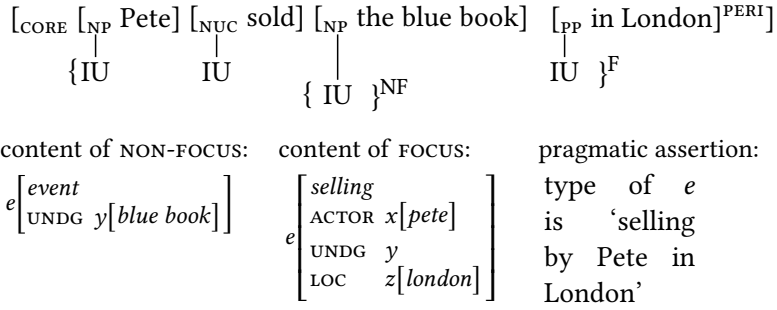 [CORE [NP Pete] [NUC sold] [NP the blue book] [PP in London]PERI]
{IU IU { IU }NF IU }F
content of NON-FOCUS: content of FOCUS: pragmatic assertion:
e[event
UNDG y[blue book]]
e[selling
ACTOR x[pete]
UNDG y
LOC z[london]]
type of e
is ‘selling
by Pete in
London’